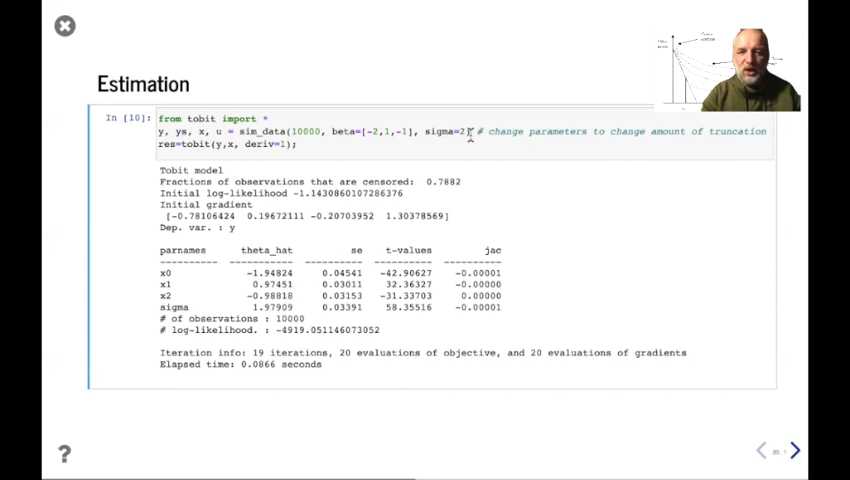 Estimation
In [10]: from tobit import *
y, ys, x, u = sim_data(10000, beta=[-2,1,-1], sigma=2) # change parameters to change amount of truncation
res=tobit(y,x, deriv=1);
Tobit model
Fractions of observations that are censored: 0.7882
Initial log-likelihood -1.1430860107286376
Initial gradient
[-0.78106424 0.19672111 -0.20703952 1.30378569]
Dep. var. : y
parnames theta_hat se t-values jac
---------- ----------- ---------- ---------- ----------
x0 -1.94824 0.04541 -42.90627 -0.00001
x1 0.97451 0.03011 32.36327 -0.00000
x2 -0.98818 0.03153 -31.33703 0.00000
sigma 1.97909 0.03391 58.35516 -0.00001
# of observations : 10000
# log-likelihood. : -4919.051146073052
Iteration info: 19 iterations, 20 evaluations of objective, and 20 evaluations of gradients
Elapsed time: 0.0866 seconds
?
20. 1